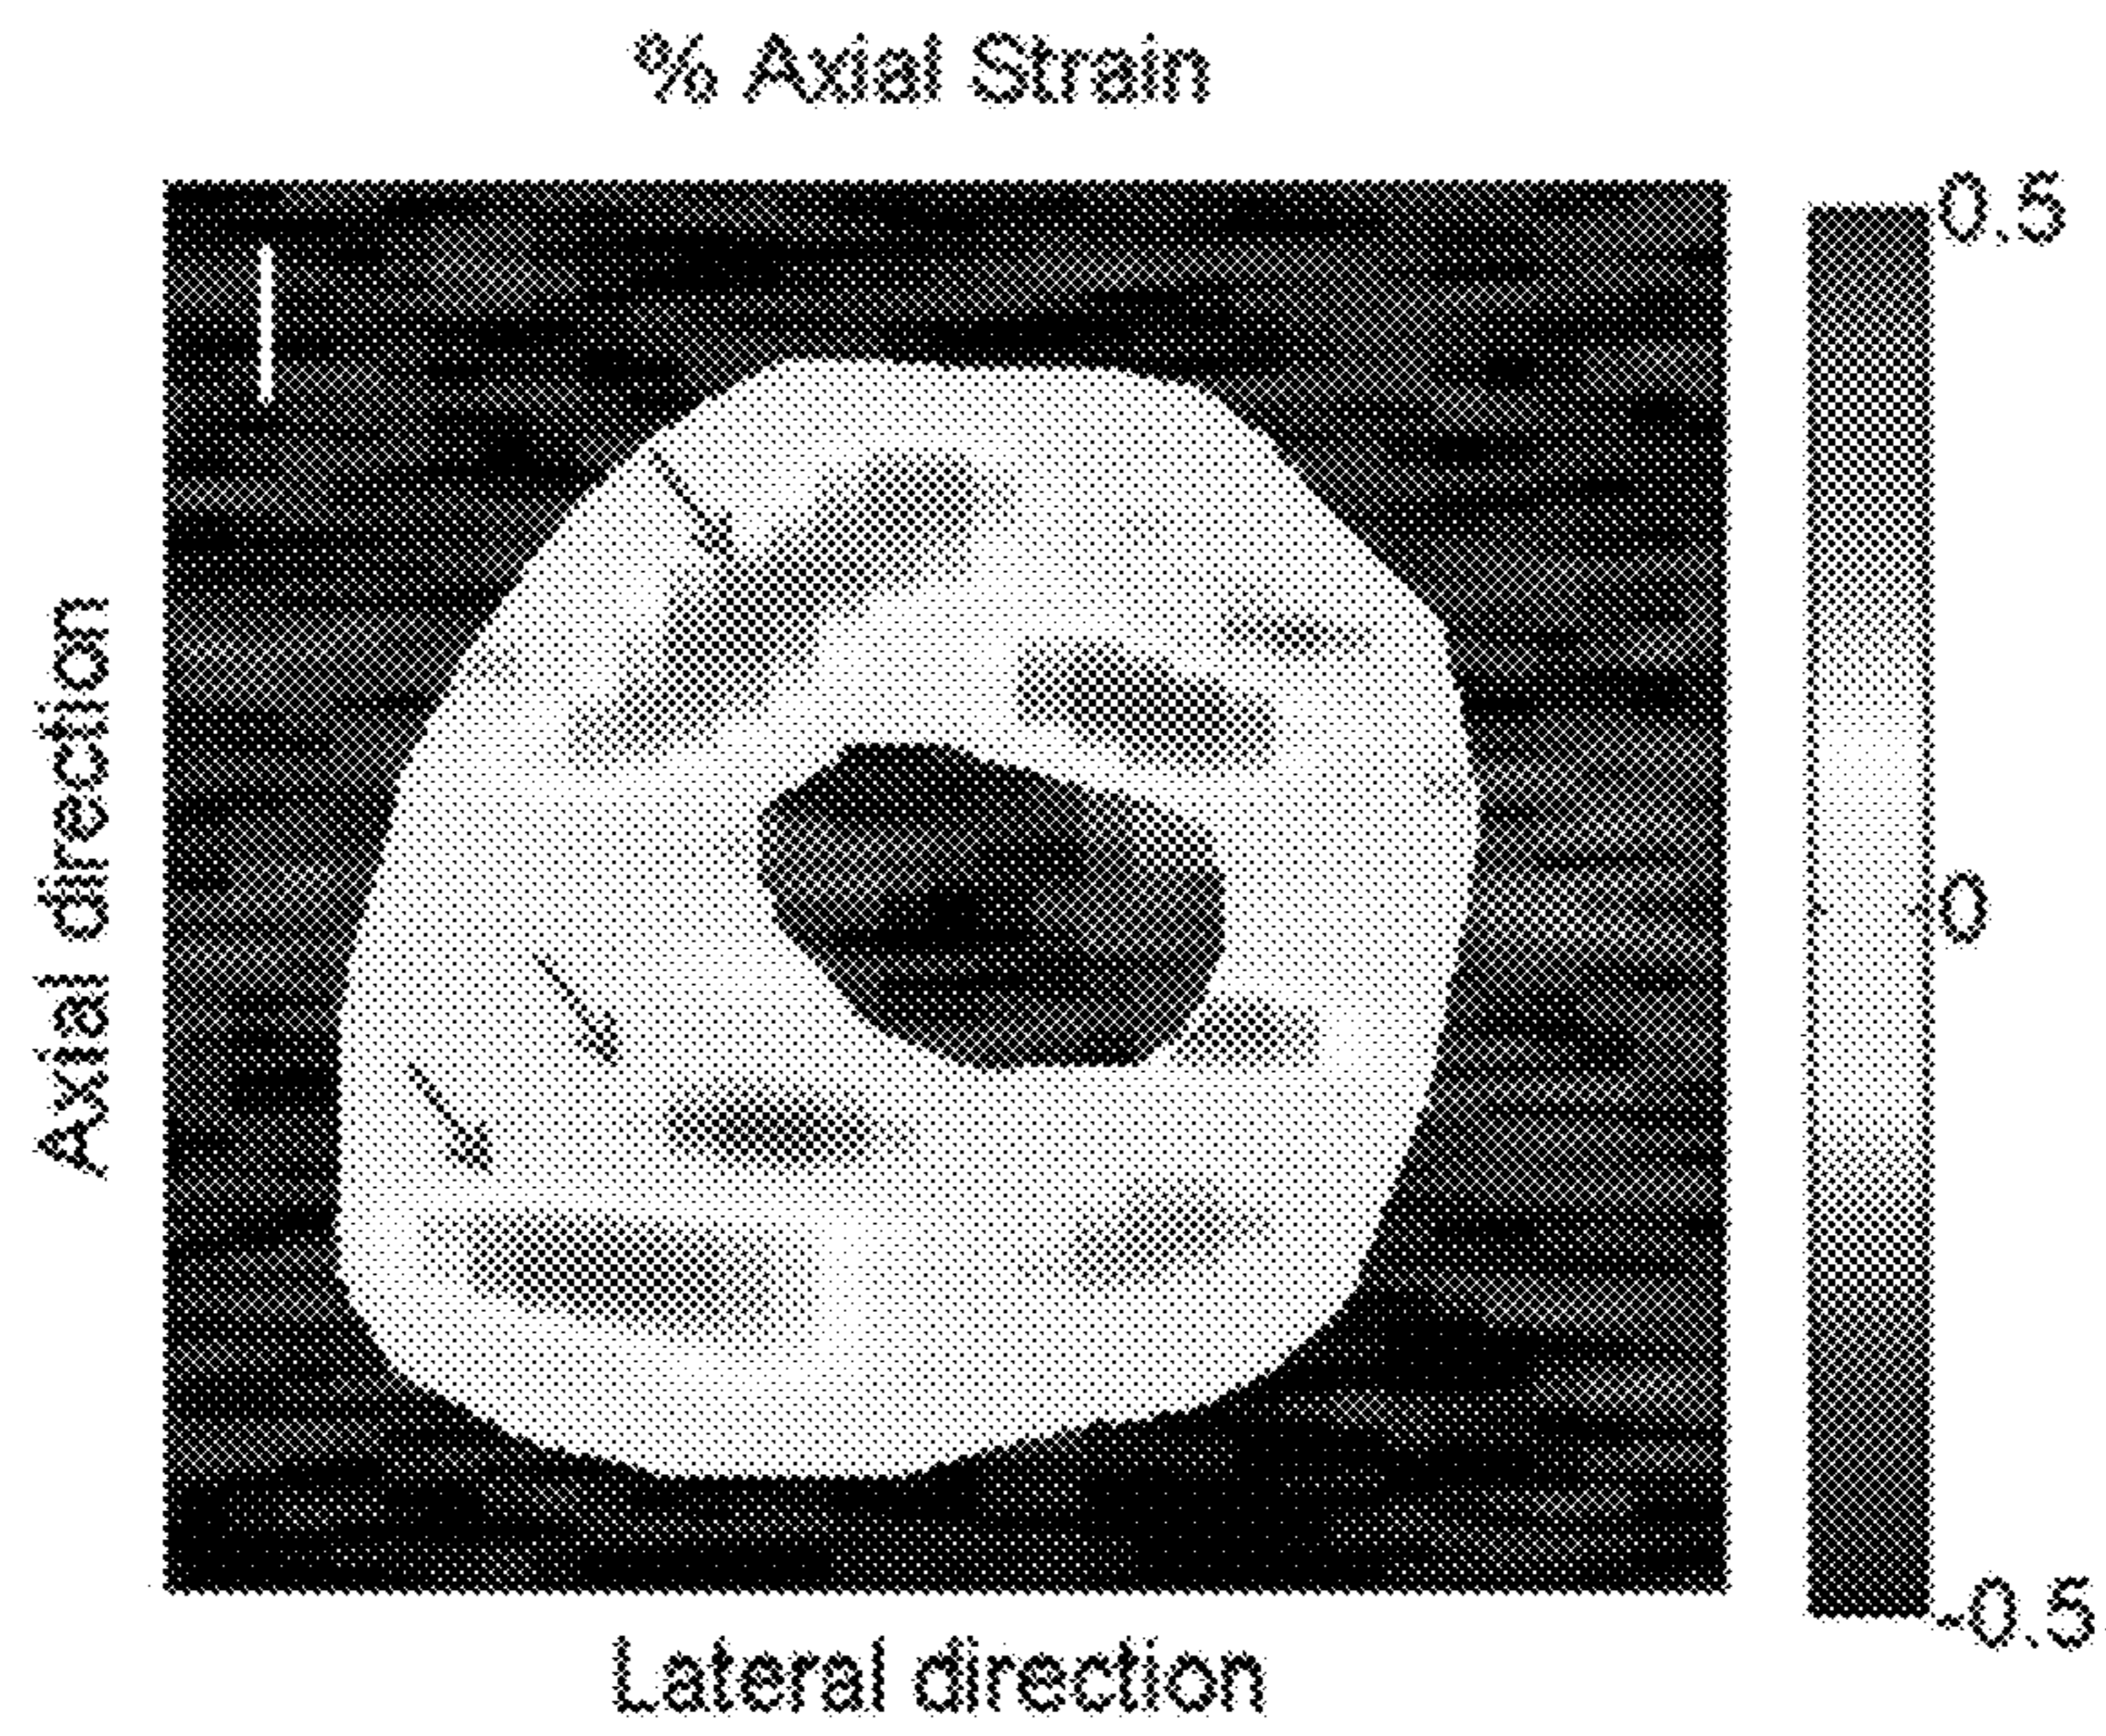 % Axial Strain
Axial direction
0.5
0
-0.5
Lateral direction